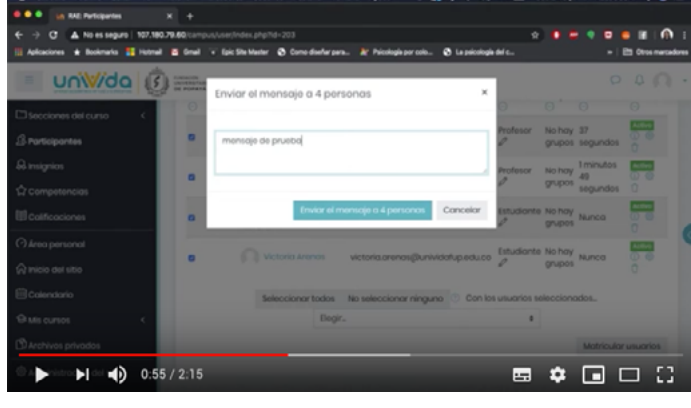 RAE: Participantes
No es seguro | 107.180.79.60/campus/user/index.php?id=203
Aplicaciones Bookmarks Hotmail Gmail Epic Site Master Como diseñar para... Psicología por colo... La psicología del c... Otros marcadores
uniVida
Enviar el mensaje a 4 personas
mensaje de prueba
Enviar el mensaje a 4 personas Cancelar
Secciones del curso
Participantes
Insignias
Competencias
Calificaciones
Área personal
Inicio del sitio
Calendario
Mis cursos
Archivos privados
Profesor No hay grupos 37 segundos
Profesor No hay grupos 1 minutos 49 segundos
Estudiante No hay grupos Nunca
Victoria Arenas victoria.arenas@unividafup.edu.co Estudiante No hay grupos Nunca
Seleccionar todos No seleccionar ninguno Con los usuarios seleccionados...
Elegir...
Matricular usuarios
0:55 / 2:15